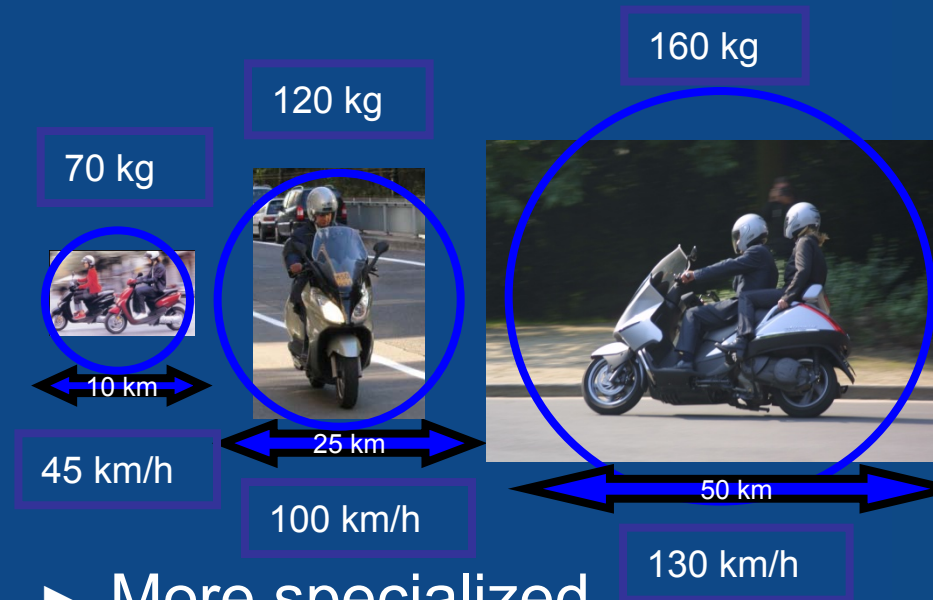 160 kg
120 kg
70 kg
10 km
25 km
50 km
45 km/h
100 km/h
130 km/h
► More specialized